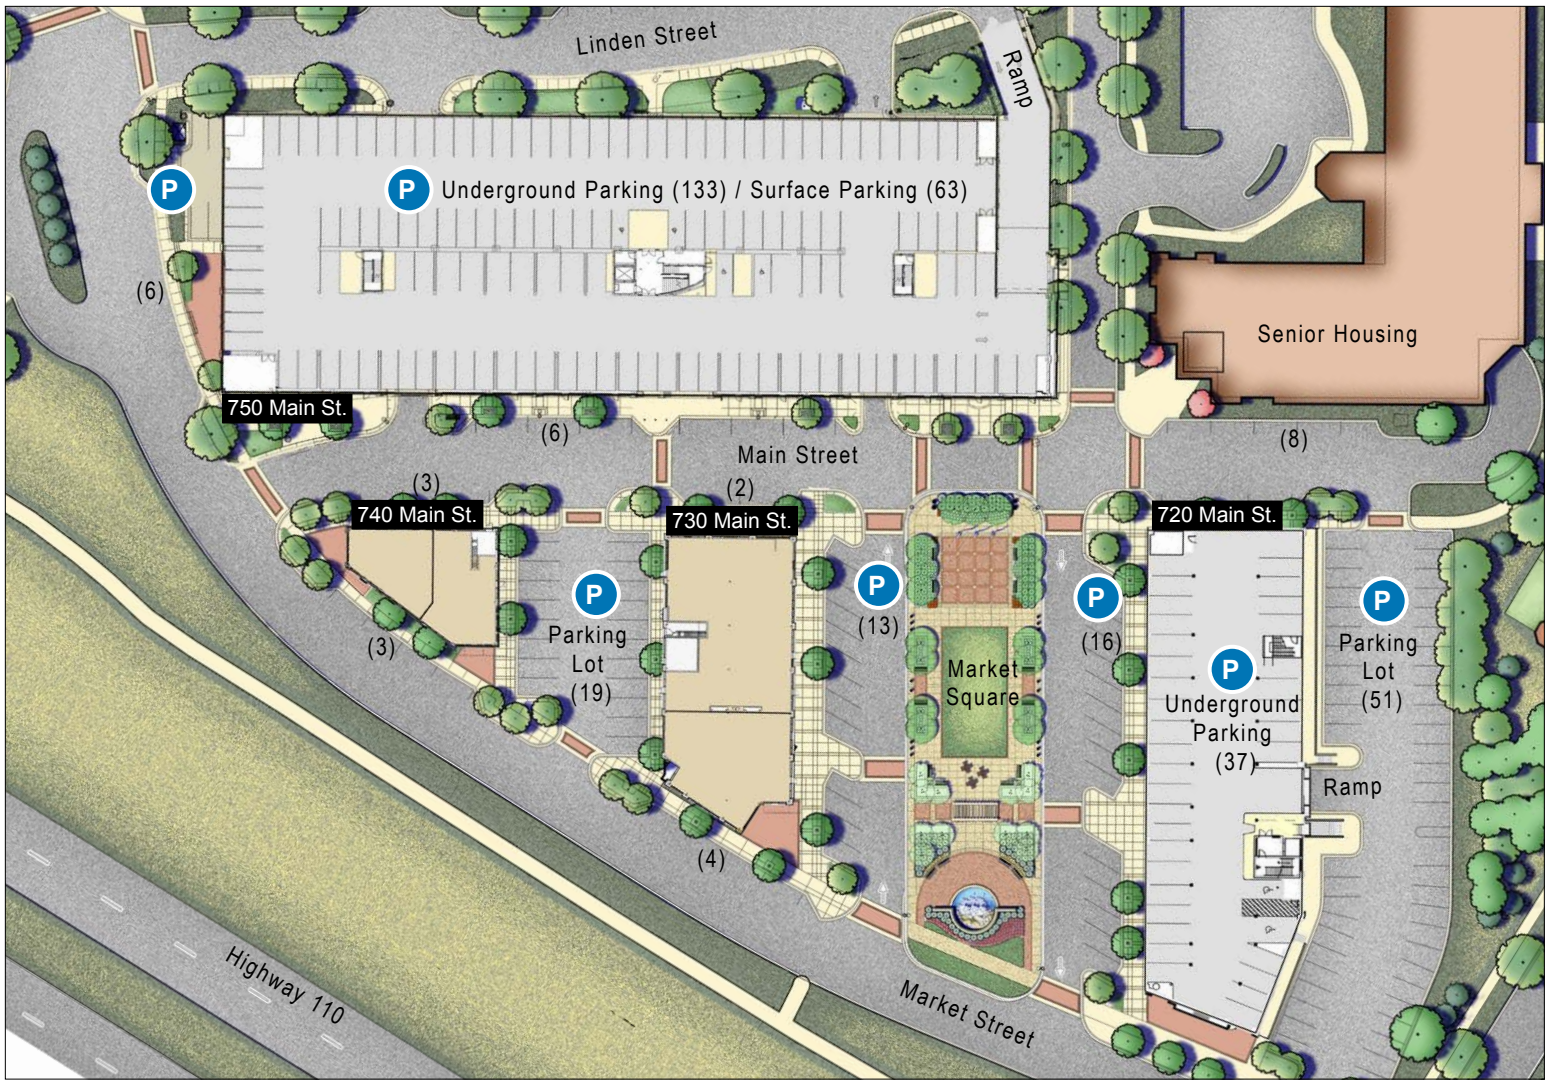 Linden Street
Ramp
P
P
Underground Parking (133) / Surface Parking (63)
(6)
Senior Housing
750 Main St.
(6)
(8)
Main Street
(3)
(2)
740 Main St.
730 Main St.
720 Main St.
P
Parking
Lot
(19)
P
(13)
P
(16)
P
Parking
Lot
(51)
(3)
Market
Square
P
Underground
Parking
(37)
Ramp
(4)
Highway 110
Market Street